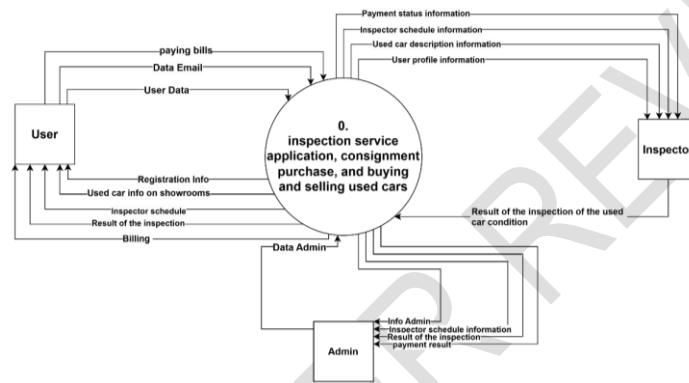 Payment status information
Inspector schedule information
Used car description information
User profile information
paying bills
Data Email
User Data
User
0.
inspection service
application, consignment
purchase, and buying
and selling used cars
Inspector
Registration Info
Used car info on showrooms
Inspector schedule
Result of the inspection
Billing
Result of the inspection of the used
car condition
Data Admin
Info Admin
Inspector schedule information
Result of the inspection
payment result
Admin